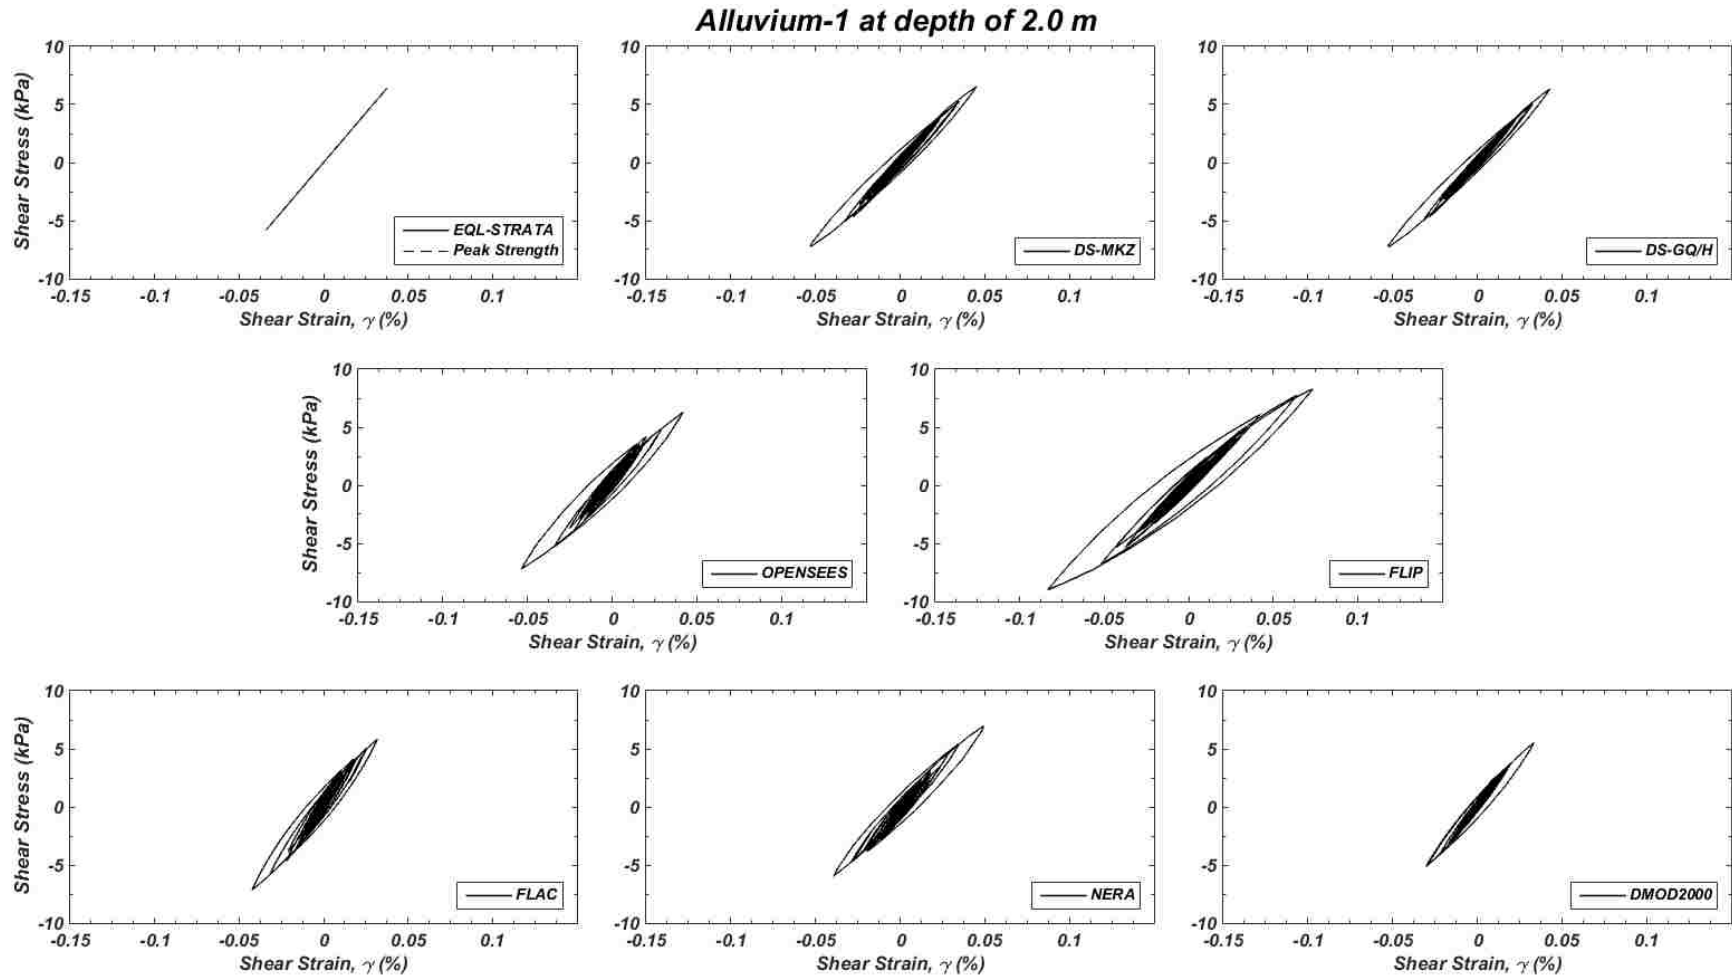 Alluvium-1 at depth of 2.0 m
10
5
0
-5
-10
Shear Stress (kPa)
EQL-STRATA
Peak Strength
-0.15 -0.1 -0.05 0 0.05 0.1
Shear Strain, γ (%)
10
5
0
-5
-10
DS-MKZ
-0.15 -0.1 -0.05 0 0.05 0.1
Shear Strain, γ (%)
10
5
0
-5
-10
DS-GQ/H
-0.15 -0.1 -0.05 0 0.05 0.1
Shear Strain, γ (%)
10
5
0
-5
-10
Shear Stress (kPa)
OPENSEES
-0.15 -0.1 -0.05 0 0.05 0.1
Shear Strain, γ (%)
10
5
0
-5
-10
FLIP
-0.15 -0.1 -0.05 0 0.05 0.1
Shear Strain, γ (%)
10
5
0
-5
-10
Shear Stress (kPa)
FLAC
-0.15 -0.1 -0.05 0 0.05 0.1
Shear Strain, γ (%)
10
5
0
-5
-10
NERA
-0.15 -0.1 -0.05 0 0.05 0.1
Shear Strain, γ (%)
10
5
0
-5
-10
DMOD2000
-0.15 -0.1 -0.05 0 0.05 0.1
Shear Strain, γ (%)